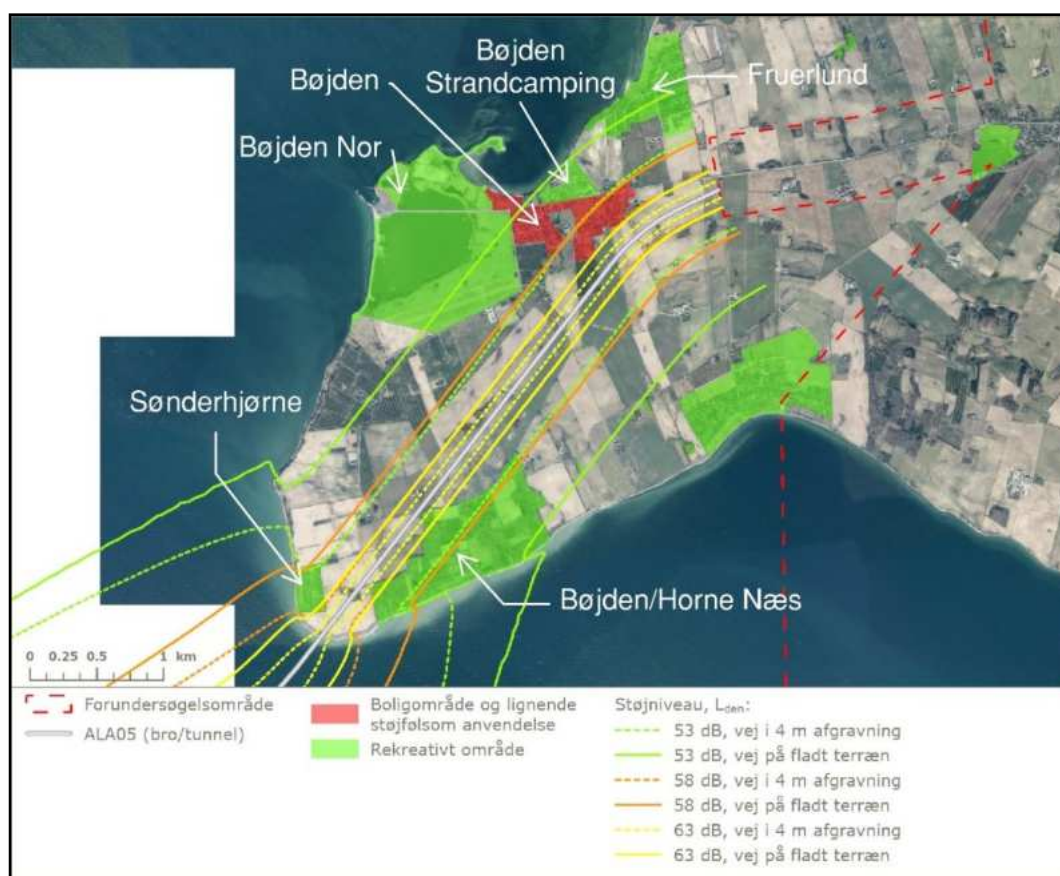 Bøjden
Strandcamping
Bøjden
Fruerlund
Bøjden Nor
Sønderhjørne
Bøjden/Horne Næs
0 0.25 0.5 1 km
Forundersøgelsområde
ALA05 (bro/tunnel)
Boligområde og lignende
støjfølsom anvendelse
Rekreativt område
Støjniveau, Lden:
53 dB, vej i 4 m afgravning
53 dB, vej på fladt terræn
58 dB, vej i 4 m afgravning
58 dB, vej på fladt terræn
63 dB, vej i 4 m afgravning
63 dB, vej på fladt terræn